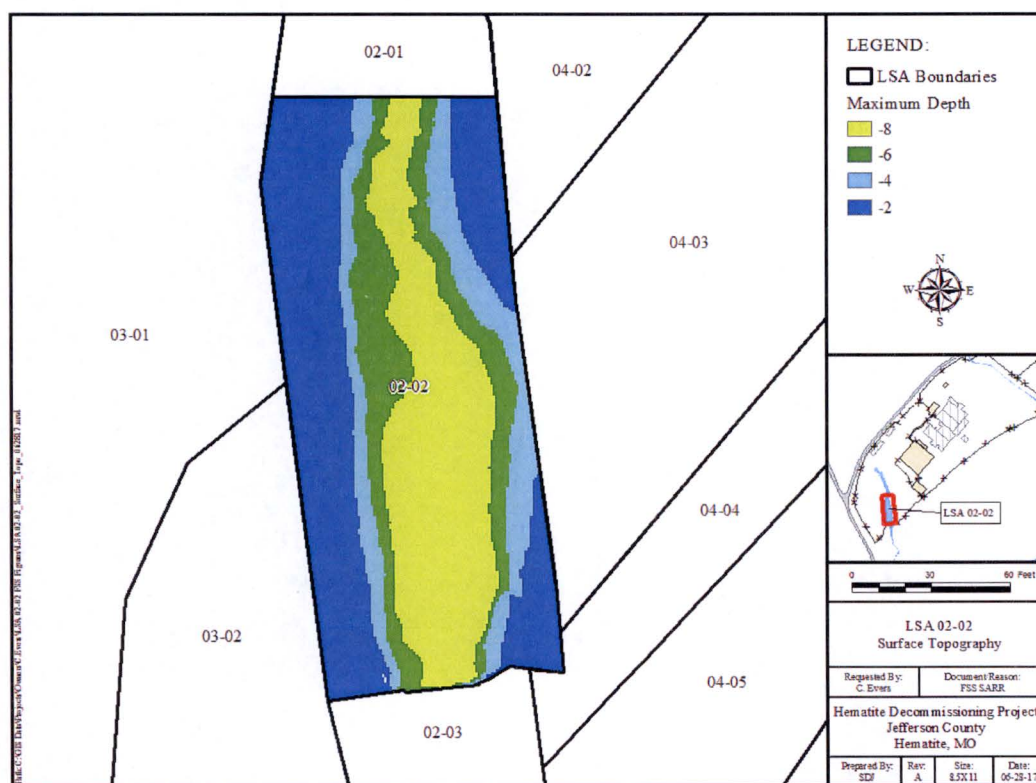 02-01
04-02
04-03
03-01
02-02
04-04
03-02
04-05
02-03
LEGEND:
LSA Boundaries
Maximum Depth
-8
-6
-4
-2
N
W E
S
LSA 02-02
0 30 60 Feet
LSA 02-02
Surface Topography
Requested By:
C. Evers
Document Reason:
FSS SARR
Hematite Decommissioning Project
Jefferson County
Hematite, MO
Prepared By:
SDJ
Rev:
A
Size:
8.5X11
Date: